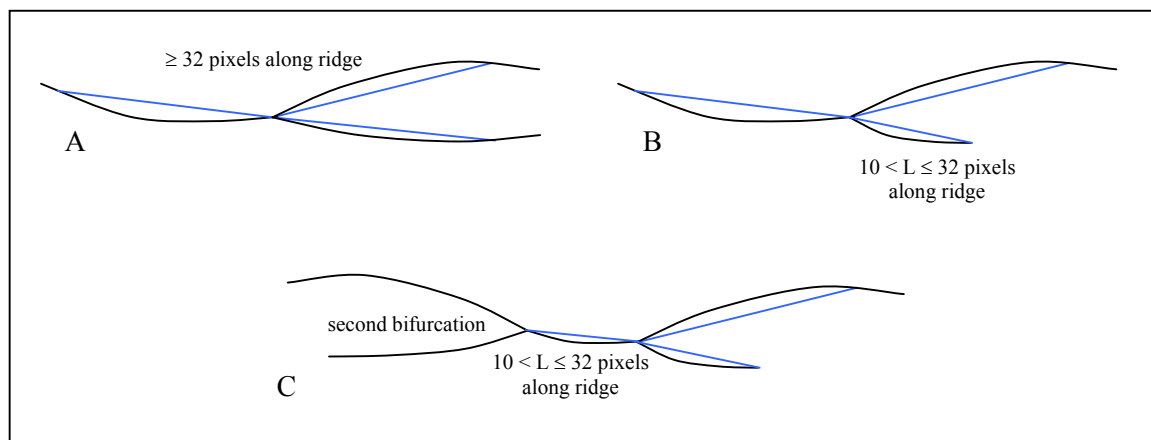 ≥ 32 pixels along ridge
A
B
10 < L ≤ 32 pixels
along ridge
second bifurcation
10 < L ≤ 32 pixels
along ridge
C